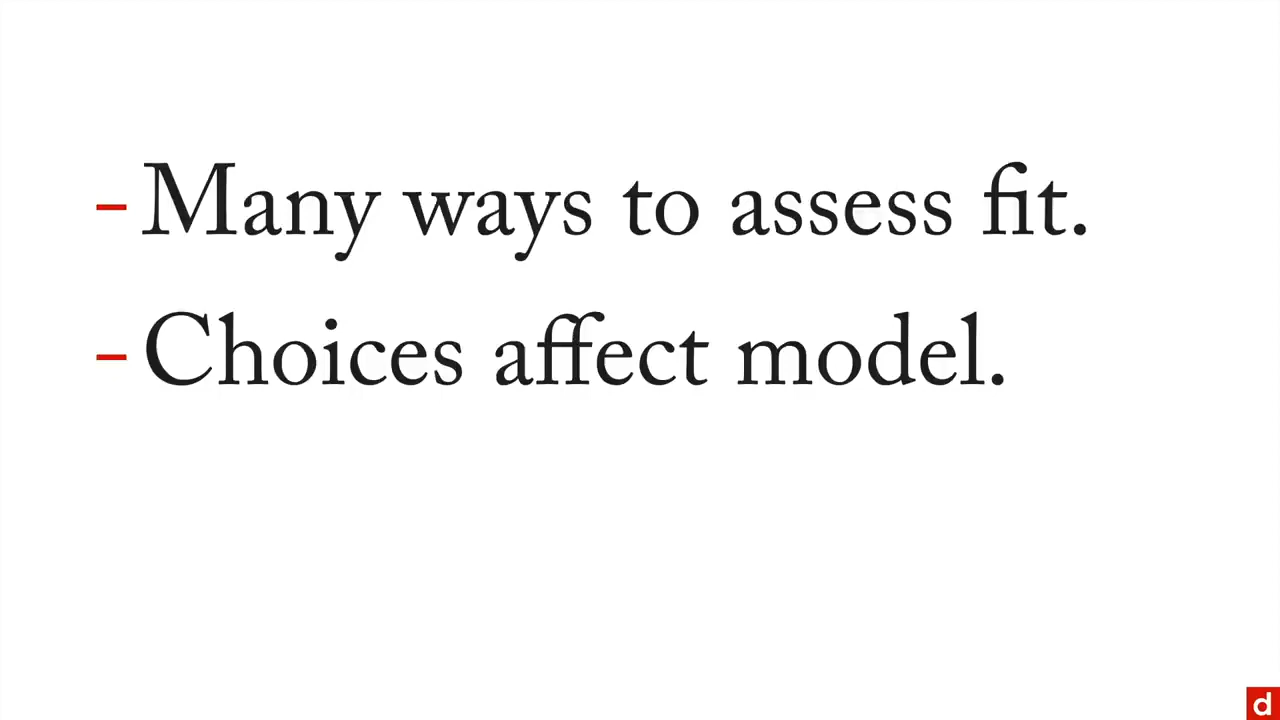 - Many ways to assess fit.
- Choices affect model.
d